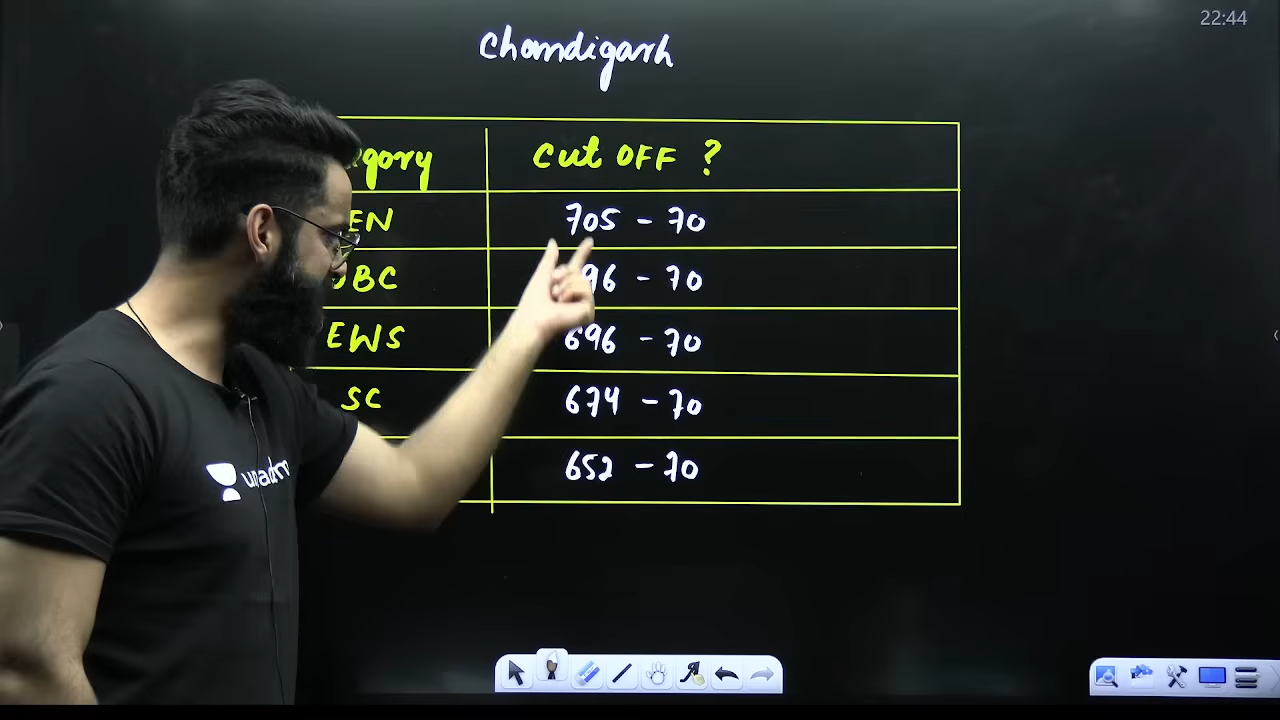 22:44
Chandigarh
gory CUT OFF ?
EN 705 - 70
BC 96 - 70
EWS 696 - 70
SC 674 - 70
652 - 70